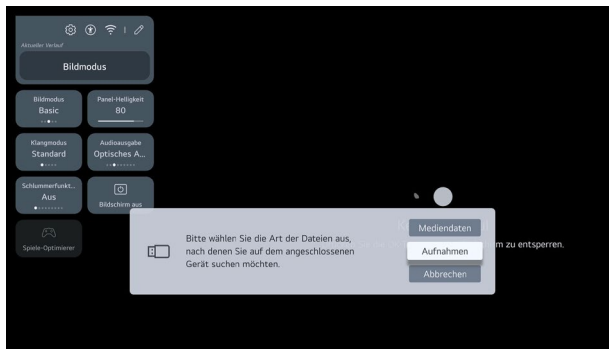 Aktueller Verlauf
Bildmodus
Bildmodus
Basic
Panel-Helligkeit
80
Klangmodus
Standard
Audioausgabe
Optisches A...
Schlummerfunkt...
Aus
Bildschirm aus
Spiele-Optimierer
Bitte wählen Sie die Art der Dateien aus,
nach denen Sie auf dem angeschlossenen
Gerät suchen möchten.
Mediendaten
Aufnahmen
Abbrechen
zu entsperren.